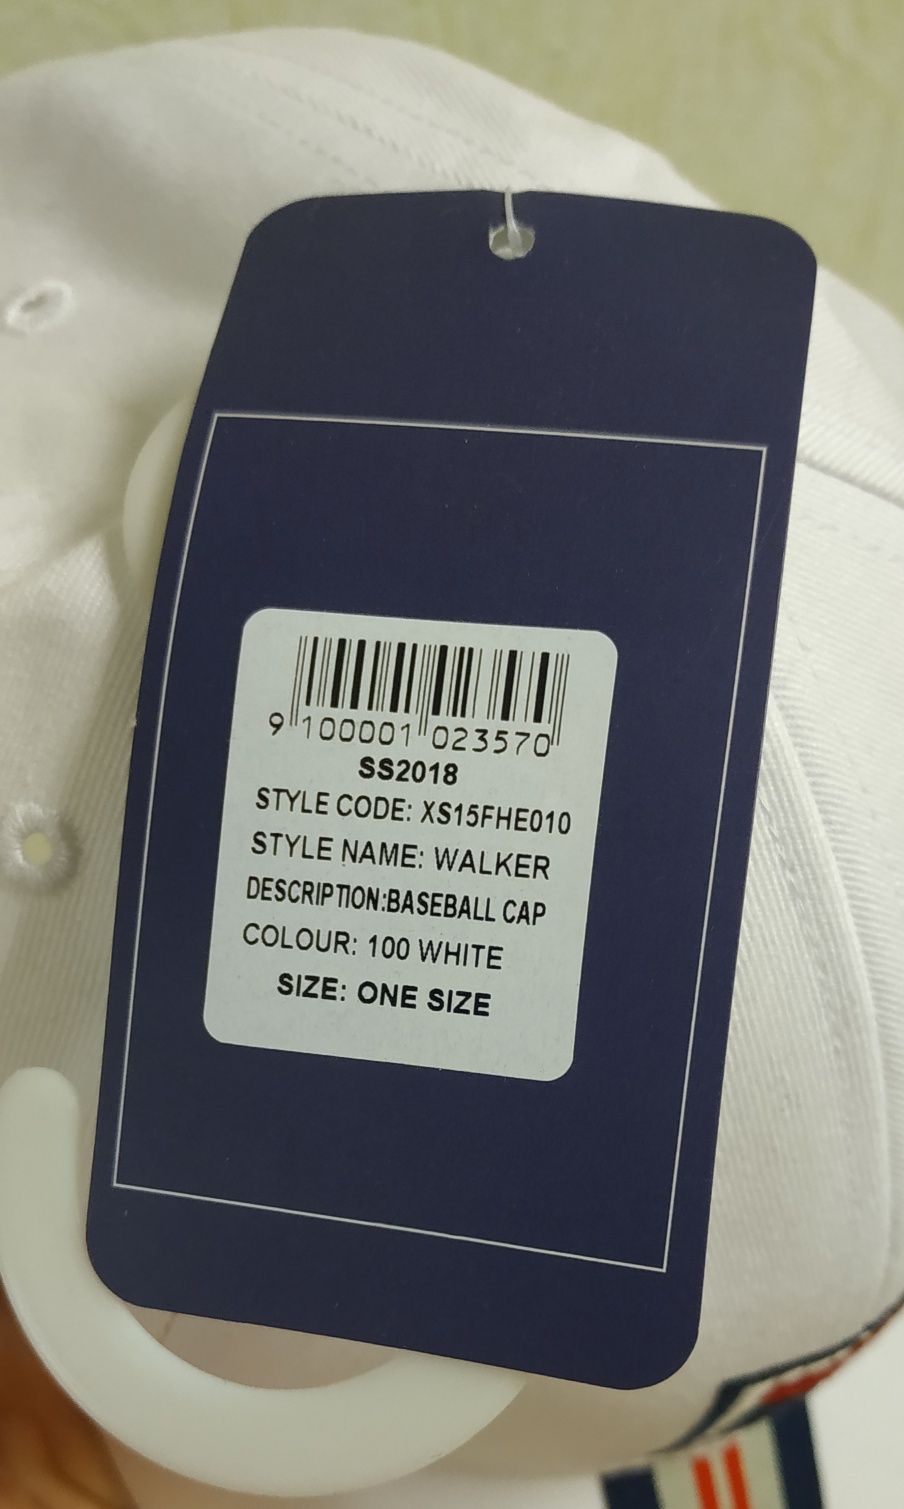 9 100001 023570
SS2018
STYLE CODE: XS15FHE010
STYLE NAME: WALKER
DESCRIPTION:BASEBALL CAP
COLOUR: 100 WHITE
SIZE: ONE SIZE